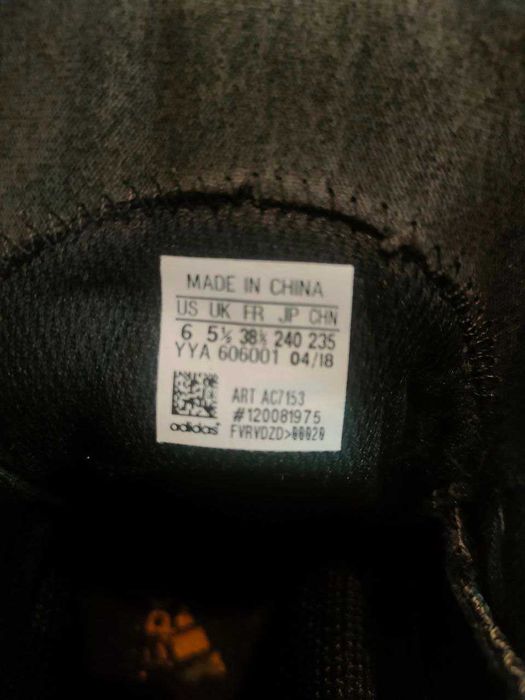 MADE IN CHINA
US UK FR JP CHN
6 5½ 38⅔ 240 235
YYA 606001 04/18
ART AC7153
#120081975
adidas FVRVDZD>00020